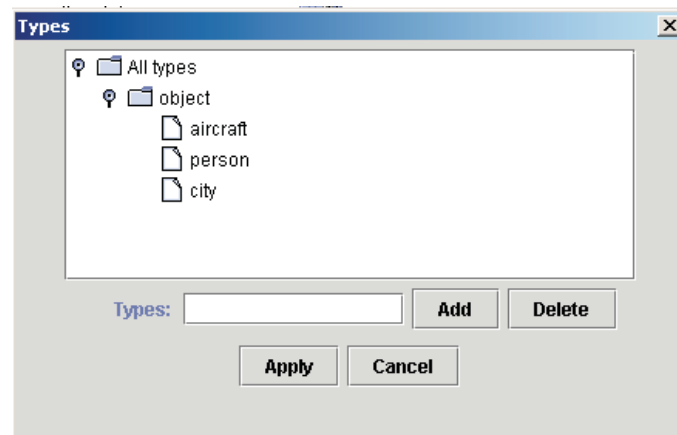 Types
All types
object
aircraft
person
city
Types: Add Delete
Apply Cancel